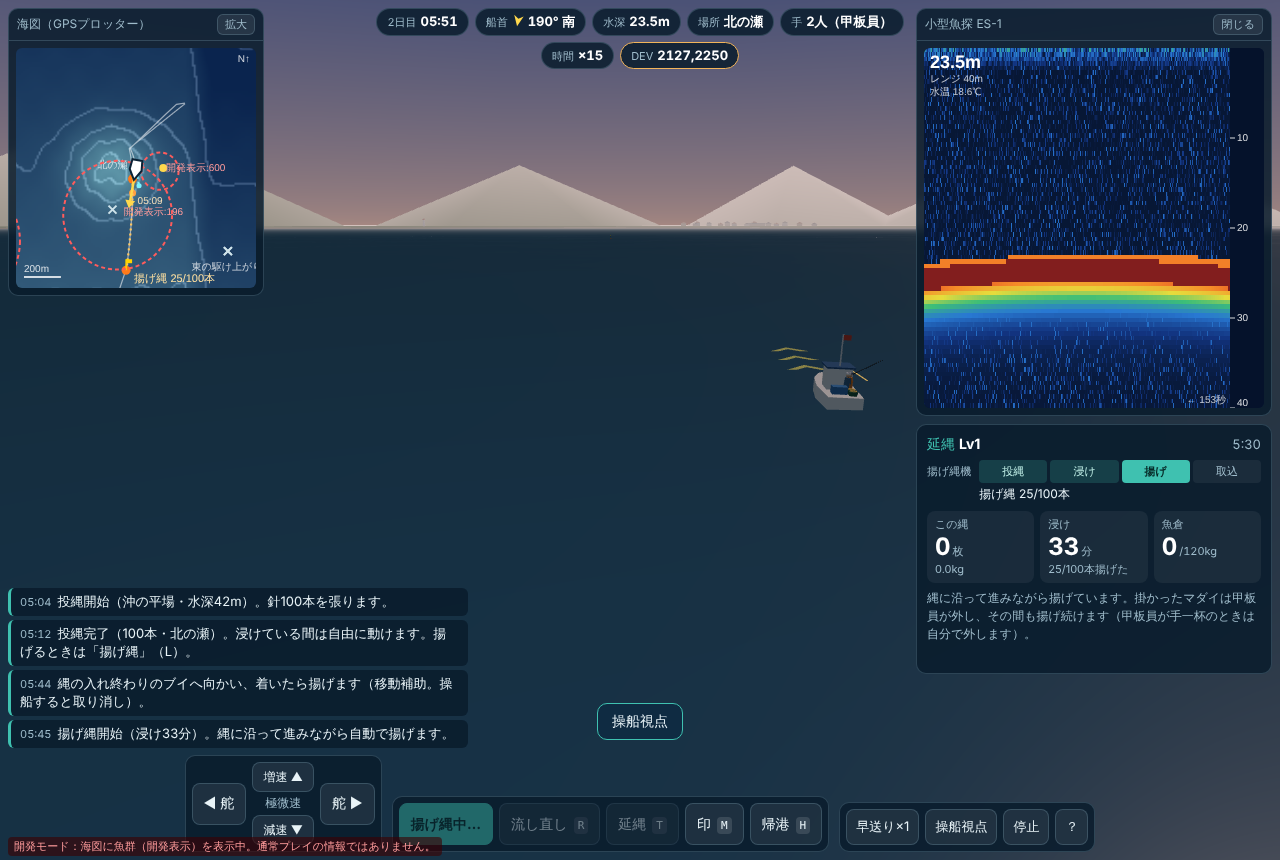 海図（GPSプロッター）
拡大
N↑
北の瀬
開発表示:600
05:09
開発表示:196
200m
東の駆け上がり
揚げ縄 25/100本
2日目 05:51
船首 190° 南
水深 23.5m
場所 北の瀬
手 2人（甲板員）
時間 ×15
DEV 2127,2250
小型魚探 ES-1
閉じる
23.5m
レンジ 40m
水温 18.6℃
10
20
30
40
153秒
延縄 Lv1
5:30
揚げ縄機
投縄
浸け
揚げ
取込
揚げ縄 25/100本
この縄
0枚
0.0kg
浸け
33分
25/100本揚げた
魚倉
0/120kg
縄に沿って進みながら揚げています。掛かったマダイは甲板
員が外し、その間も揚げ続けます（甲板員が手一杯のときは
自分で外します）。
05:04 投縄開始（沖の平場・水深42m）。針100本を張ります。
05:12 投縄完了（100本・北の瀬）。浸けている間は自由に動けます。揚
げるときは「揚げ縄」（L）。
05:44 縄の入れ終わりのブイへ向かい、着いたら揚げます（移動補助。操
船すると取り消し）。
05:45 揚げ縄開始（浸け33分）。縄に沿って進みながら自動で揚げます。
操船視点
◀ 舵
増速 ▲
極微速
減速 ▼
舵 ▶
揚げ縄中…
流し直し R
延縄 T
印 M
帰港 H
早送り×1
操船視点
停止
？
開発モード：海図に魚群（開発表示）を表示中。通常プレイの情報ではありません。